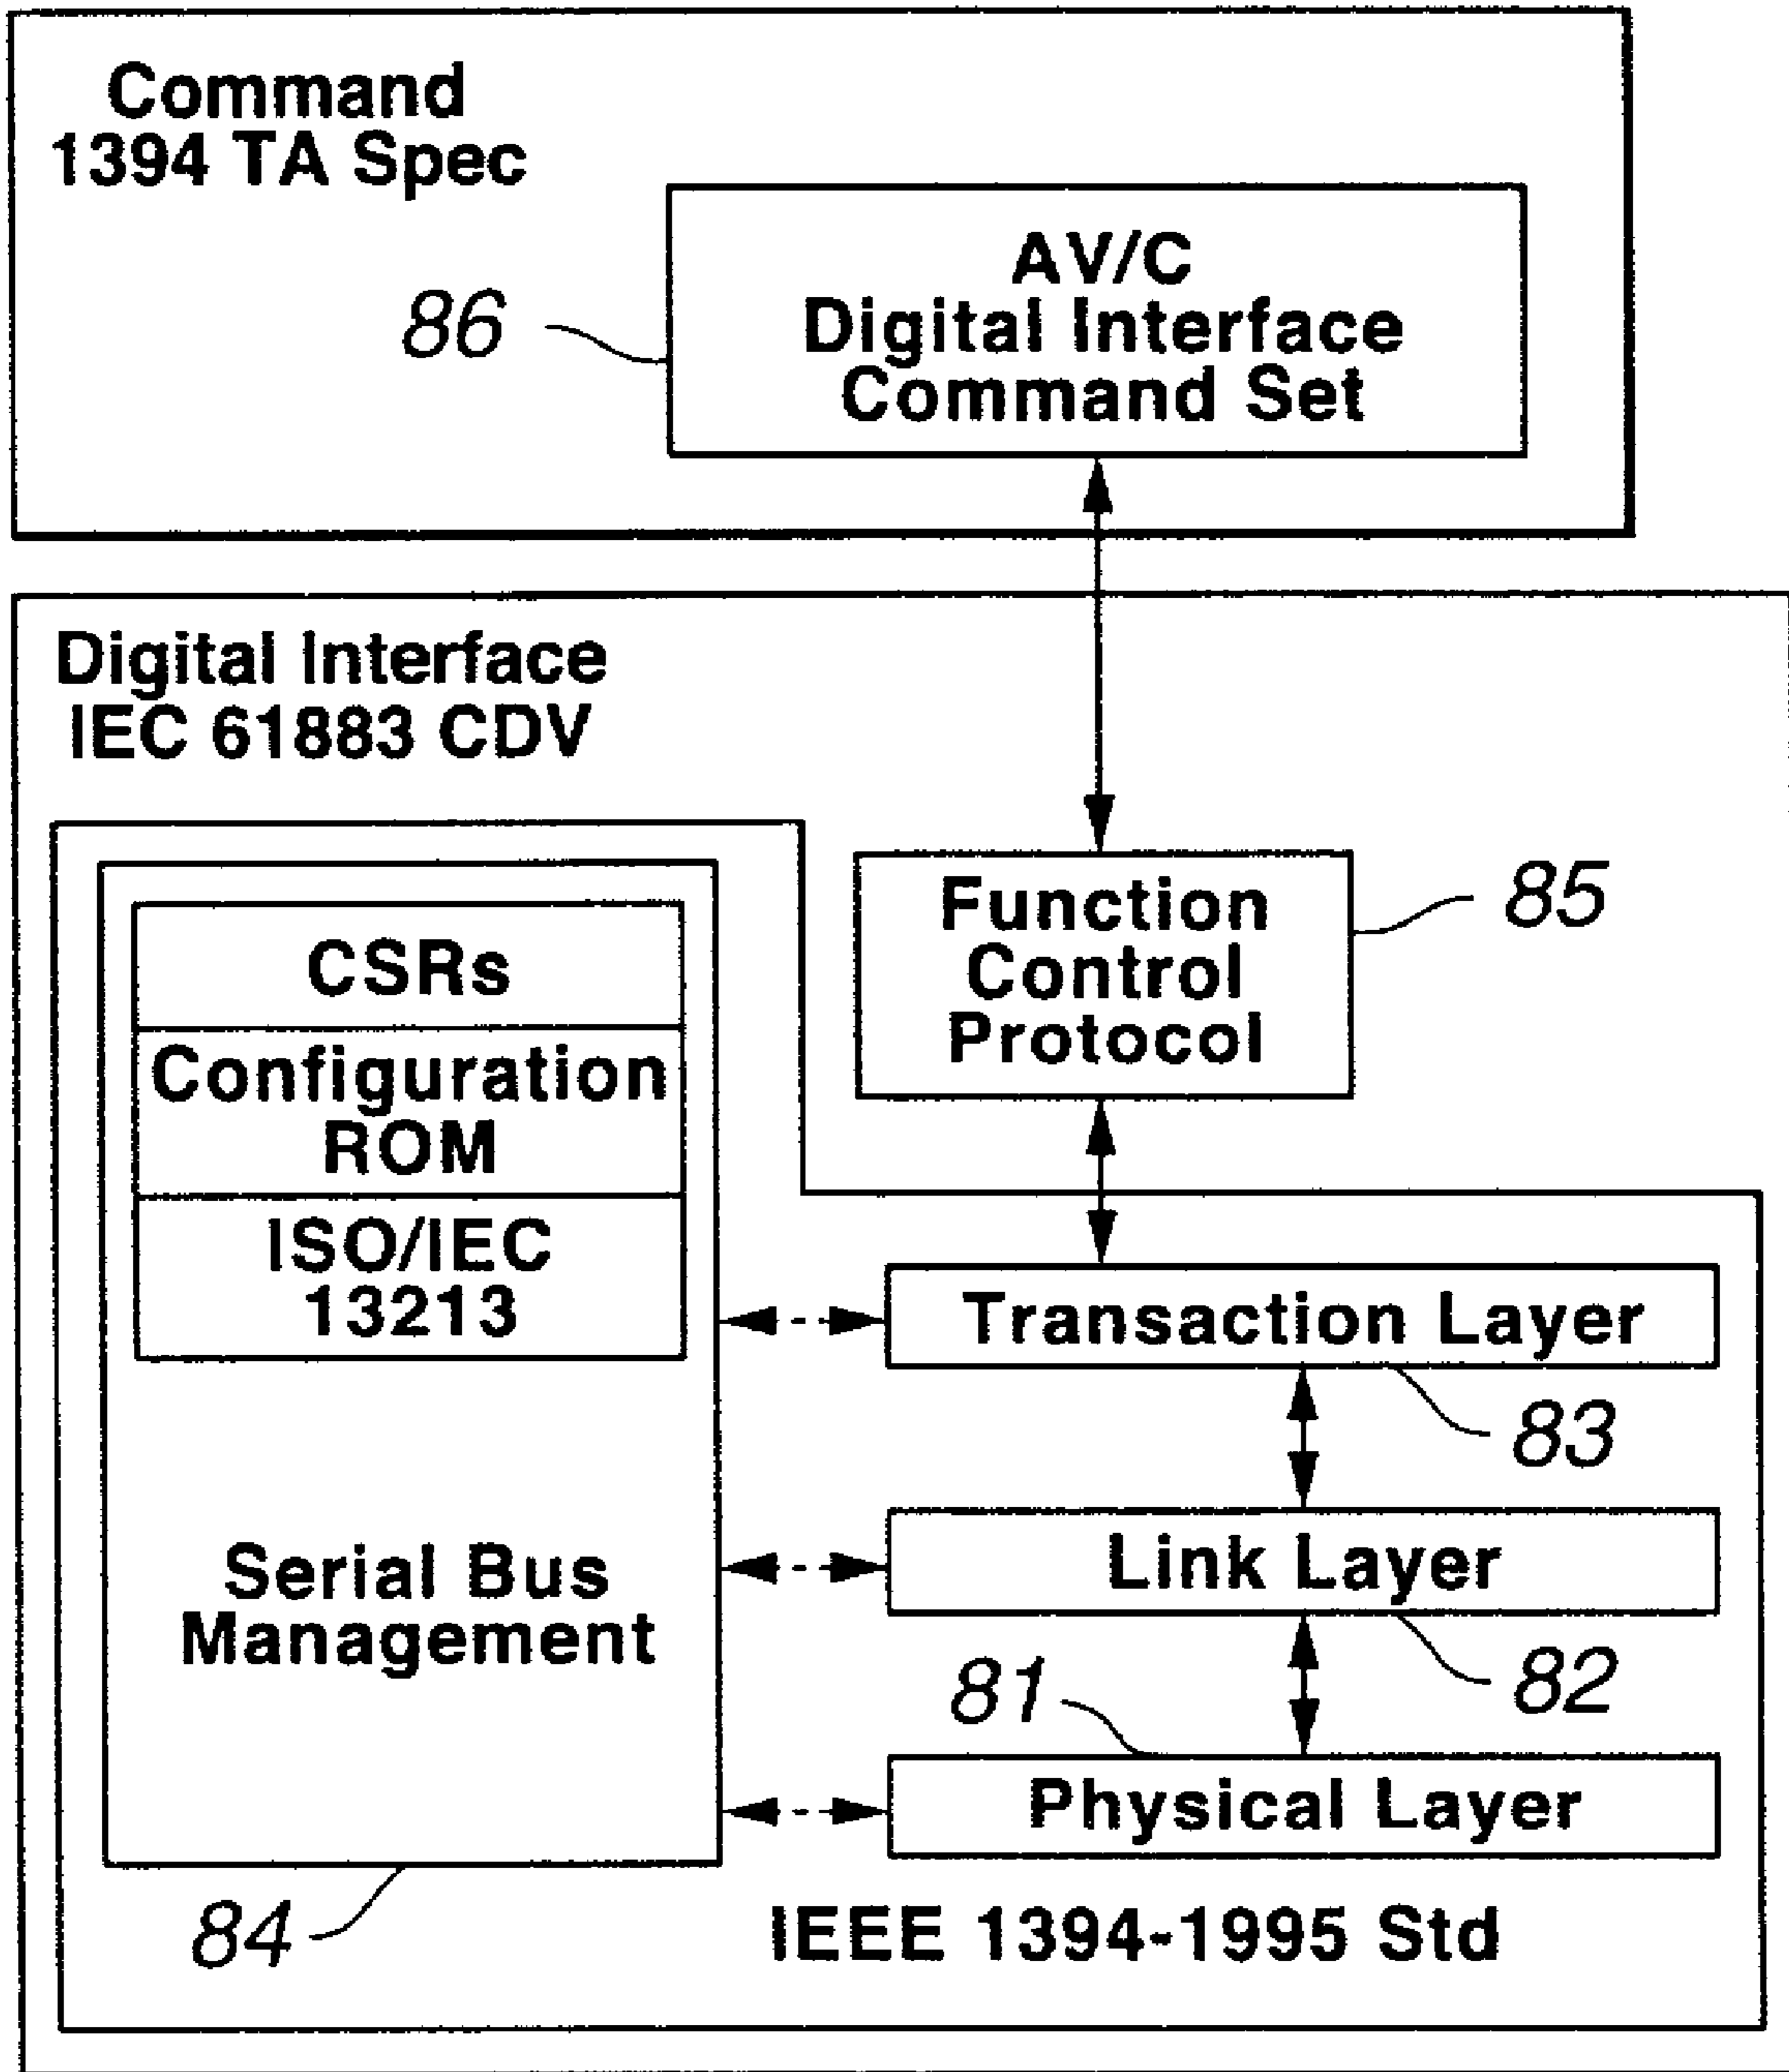 Command
1394 TA Spec
AV/C
Digital Interface
Command Set
86
Digital Interface
IEC 61883 CDV
CSRs
Configuration
ROM
ISO/IEC
13213
Serial Bus
Management
84
Function
Control
Protocol
85
Transaction Layer
83
Link Layer
82
81
Physical Layer
IEEE 1394-1995 Std